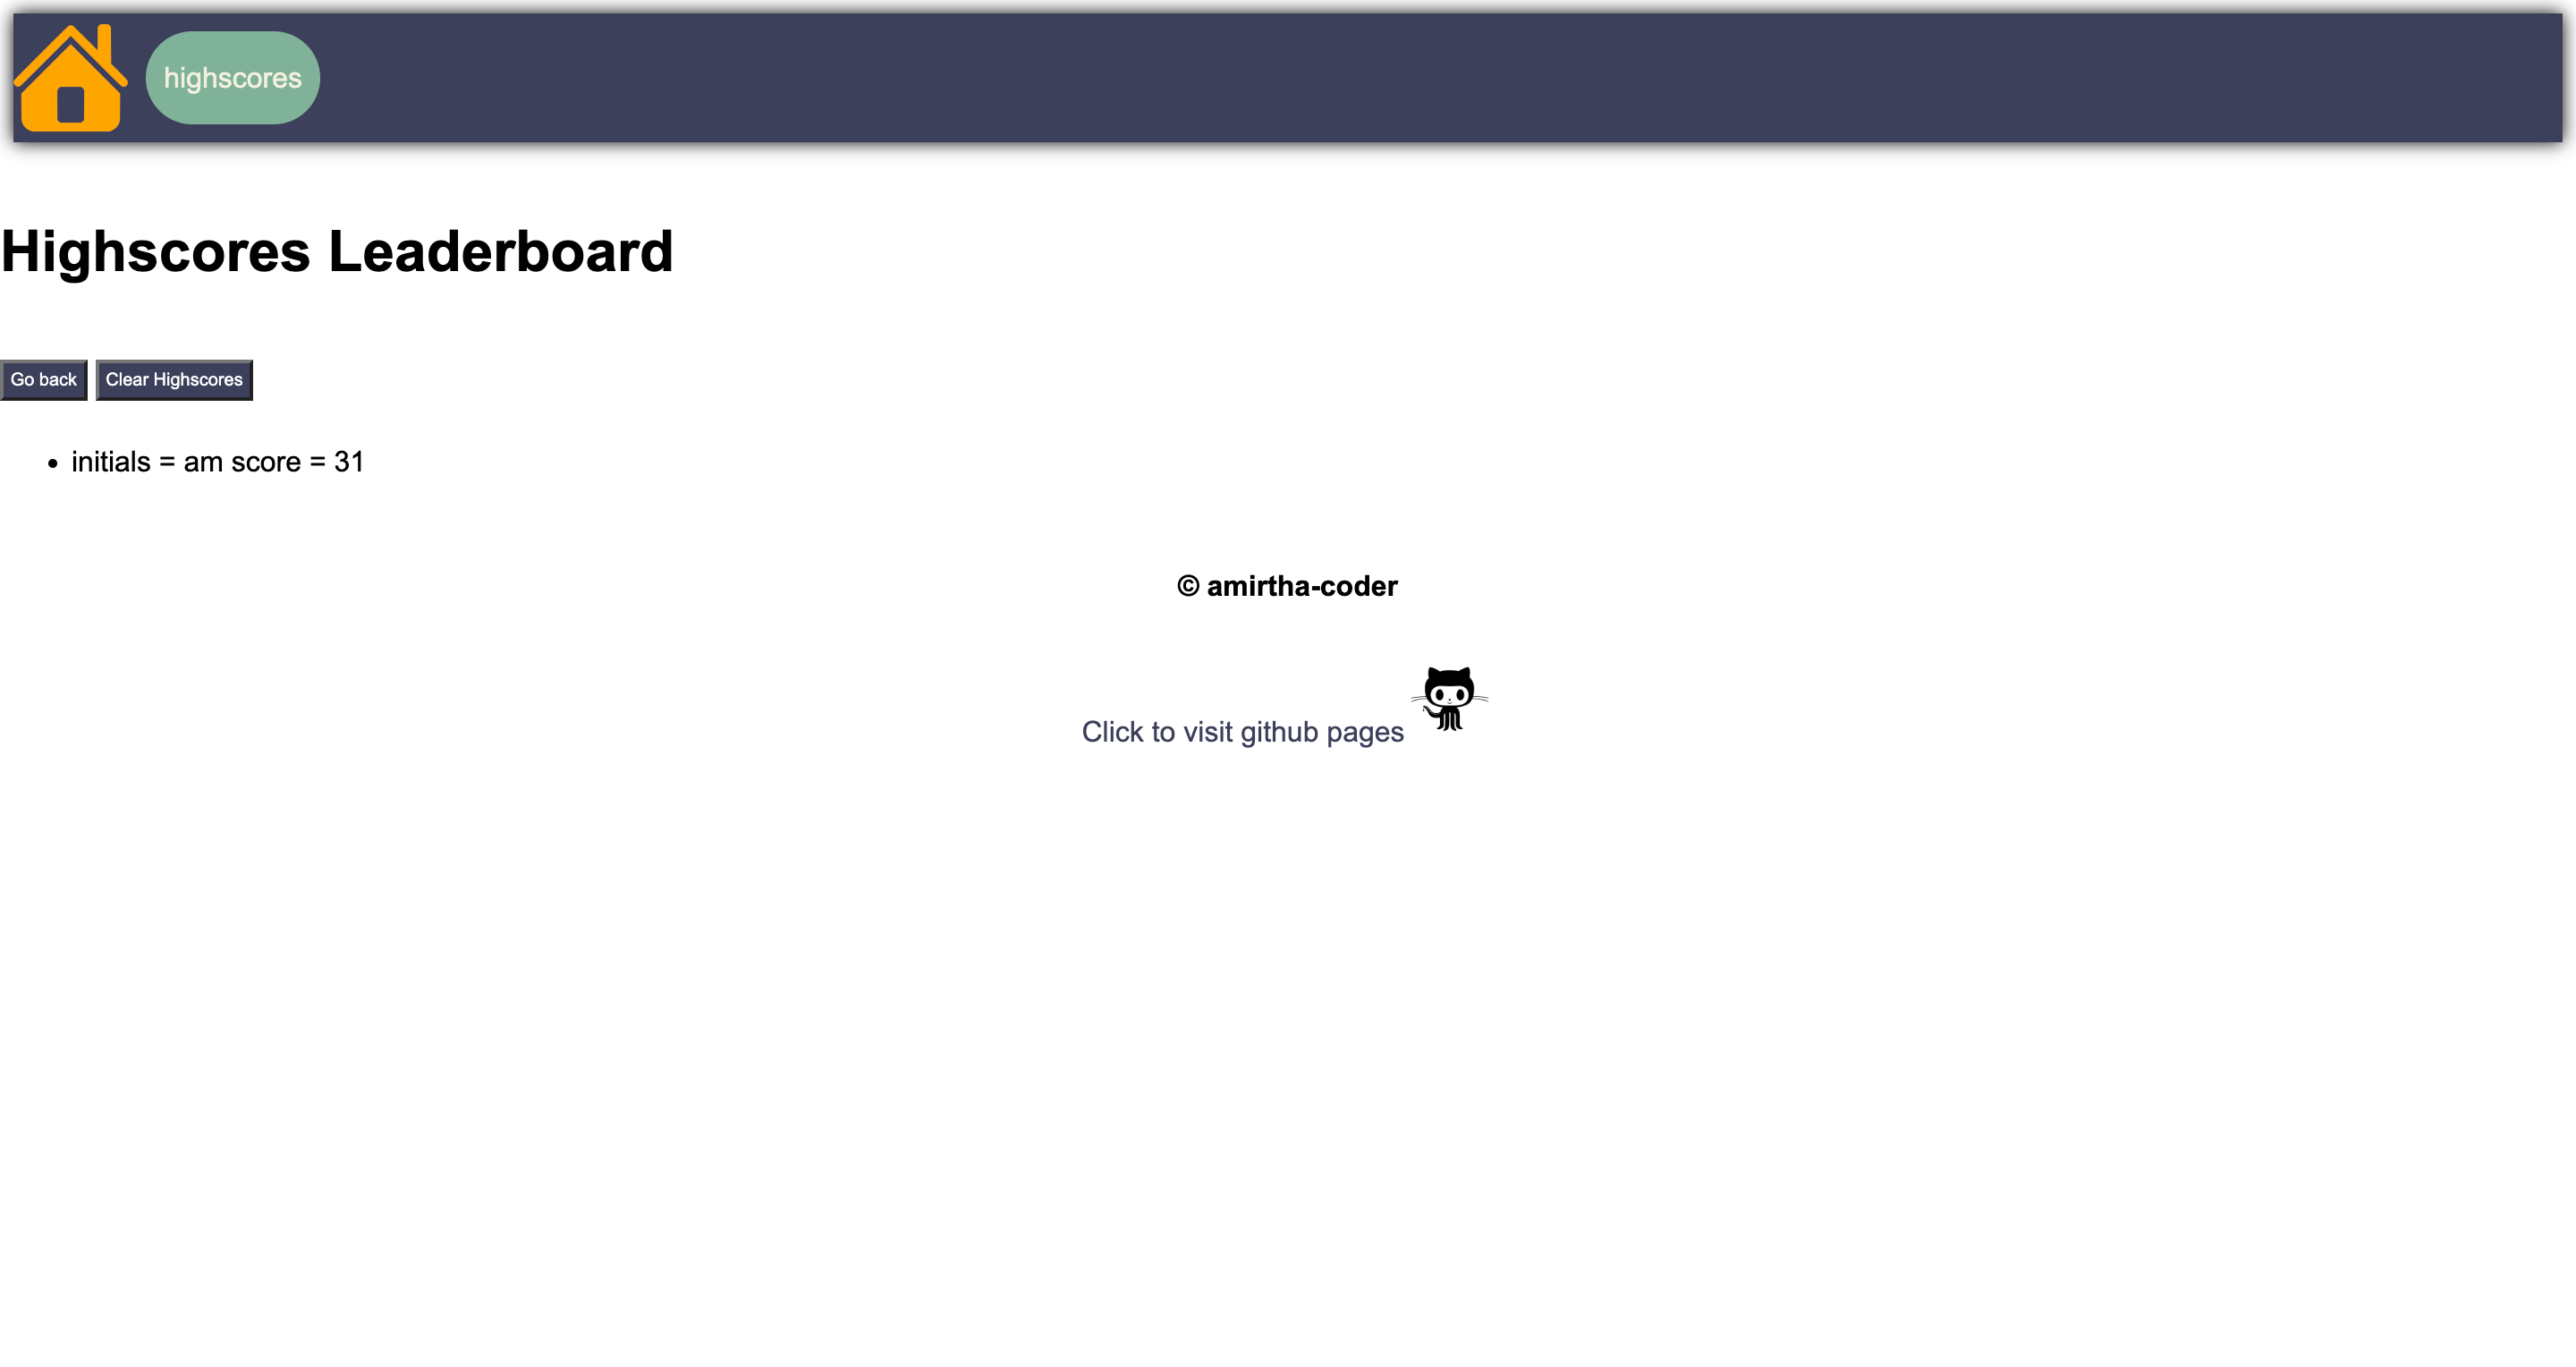 highscores
Highscores Leaderboard
Go back Clear Highscores
• initials = am score = 31
© amirtha-coder
Click to visit github pages